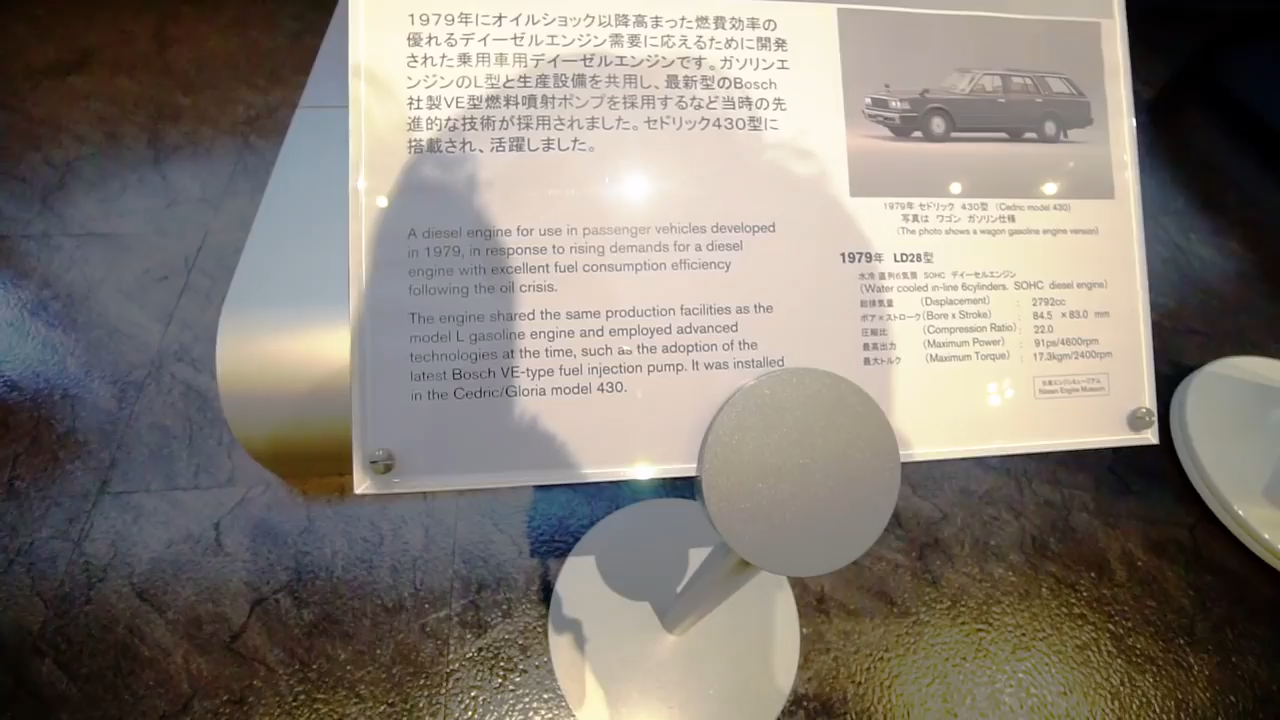 1979年にオイルショック以降高まった燃費効率の
優れるデイーゼルエンジン需要に応えるために開発
された乗用車用デイーゼルエンジンです。ガソリンエ
ンジンのL型と生産設備を共用し、最新型のBosch
社製VE型燃料噴射ポンプを採用するなど当時の先
進的な技術が採用されました。セドリック430型に
搭載され、活躍しました。
A diesel engine for use in passenger vehicles developed
in 1979, in response to rising demands for a diesel
engine with excellent fuel consumption efficiency
following the oil crisis.
The engine shared the same production facilities as the
model L gasoline engine and employed advanced
technologies at the time, such as the adoption of the
latest Bosch VE-type fuel injection pump. It was installed
in the Cedric/Gloria model 430.
1979年 セドリック 430型 (Cedric model 430)
写真は ワゴン ガソリン仕様
(The photo shows a wagon gasoline engine version)
1979年 LD28型
水冷 直列6気筒 SOHC ディーゼルエンジン
(Water cooled in-line 6cylinders. SOHC diesel engine)
総排気量 (Displacement) : 2792cc
ボア×ストローク (Bore x Stroke) : 84.5 ×83.0 mm
圧縮比 (Compression Ratio) : 22.0
最高出力 (Maximum Power) : 91ps/4600rpm
最大トルク (Maximum Torque) : 17.3kgm/2400rpm
日産エンジンミュージアム
Nissan Engine Museum